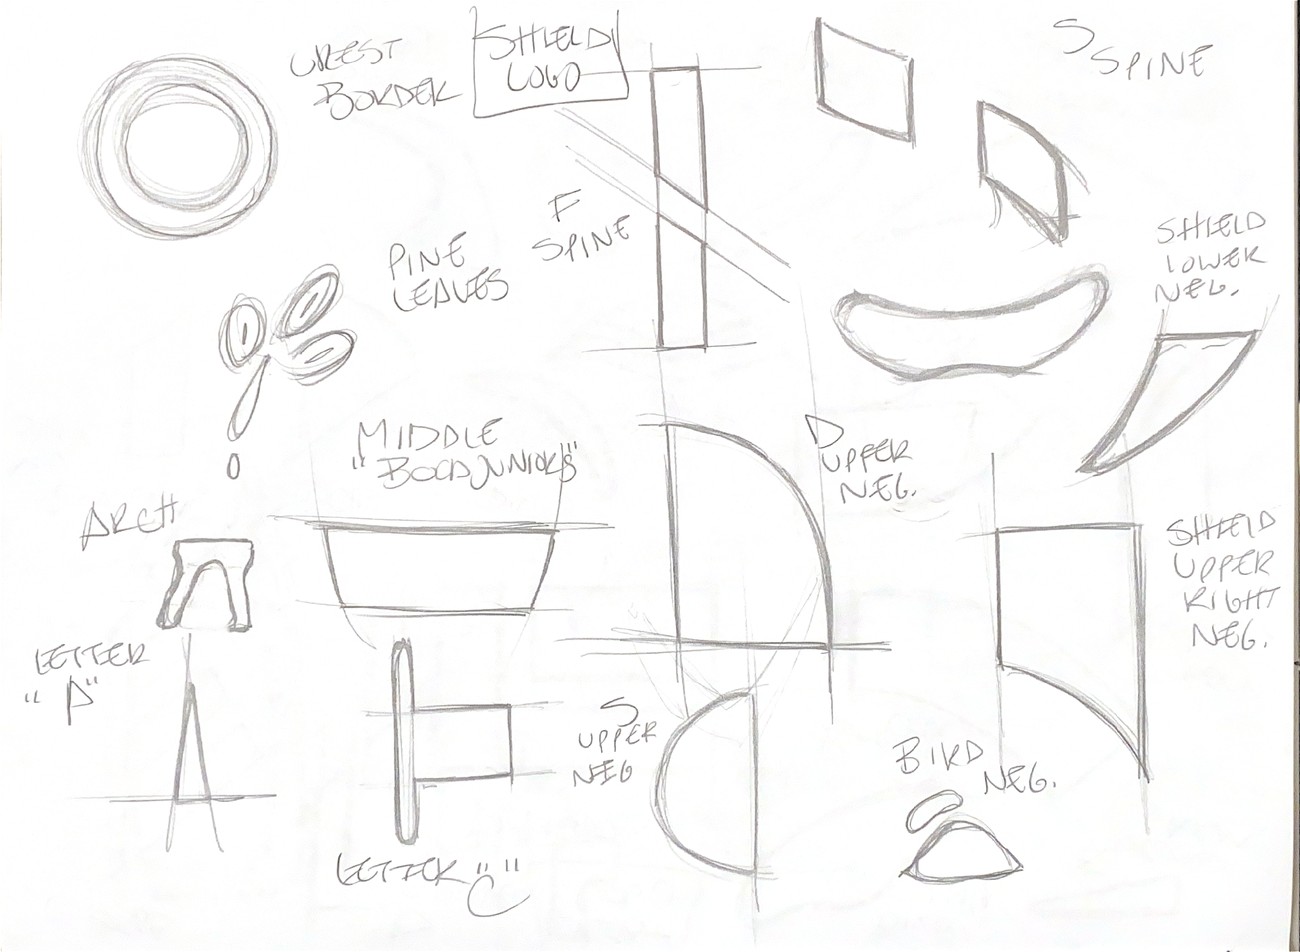 CREST
BORDER
SHIELD
LOGO
S
SPINE
F
SPINE
PINE
LEAVES
SHIELD
LOWER
NEG.
MIDDLE
"BOCA JUNIORS"
D
UPPER
NEG.
ARCH
SHIELD
UPPER
RIGHT
NEG.
LETTER
"A"
S
UPPER
NEG
BIRD
NEG.
LETTER "C"